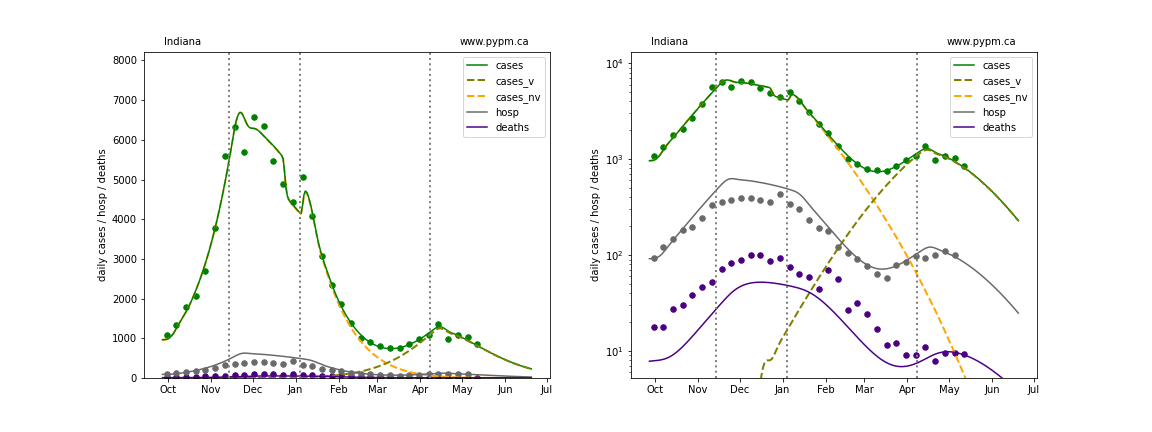 Indiana www.pypm.ca
8000
7000
6000
5000
4000
3000
2000
1000
0
daily cases / hosp / deaths
cases
cases_v
cases_nv
hosp
deaths
Oct Nov Dec Jan Feb Mar Apr May Jun Jul
Indiana www.pypm.ca
10⁴
10³
10²
10¹
daily cases / hosp / deaths
cases
cases_v
cases_nv
hosp
deaths
Oct Nov Dec Jan Feb Mar Apr May Jun Jul